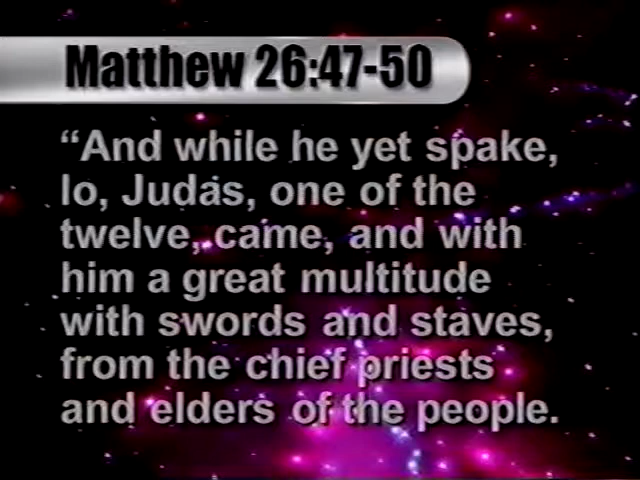 Matthew 26:47-50
“And while he yet spake,
lo, Judas, one of the
twelve, came, and with
him a great multitude
with swords and staves,
from the chief priests
and elders of the people.